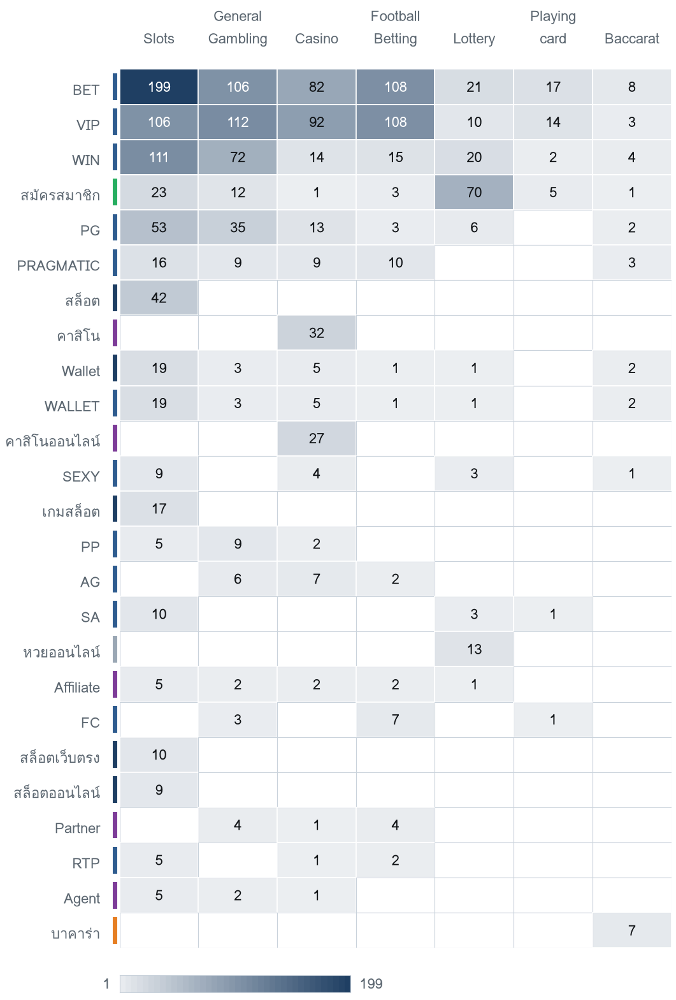 General Football Playing
Slots Gambling Casino Betting Lottery card Baccarat
BET 199 106 82 108 21 17 8
VIP 106 112 92 108 10 14 3
WIN 111 72 14 15 20 2 4
สมัครสมาชิก 23 12 1 3 70 5 1
PG 53 35 13 3 6 2
PRAGMATIC 16 9 9 10 3
สล็อต 42
คาสิโน 32
Wallet 19 3 5 1 1 2
WALLET 19 3 5 1 1 2
คาสิโนออนไลน์ 27
SEXY 9 4 3 1
เกมสล็อต 17
PP 5 9 2
AG 6 7 2
SA 10 3 1
หวยออนไลน์ 13
Affiliate 5 2 2 2 1
FC 3 7 1
สล็อตเว็บตรง 10
สล็อตออนไลน์ 9
Partner 4 1 4
RTP 5 1 2
Agent 5 2 1
บาคาร่า 7
1 199